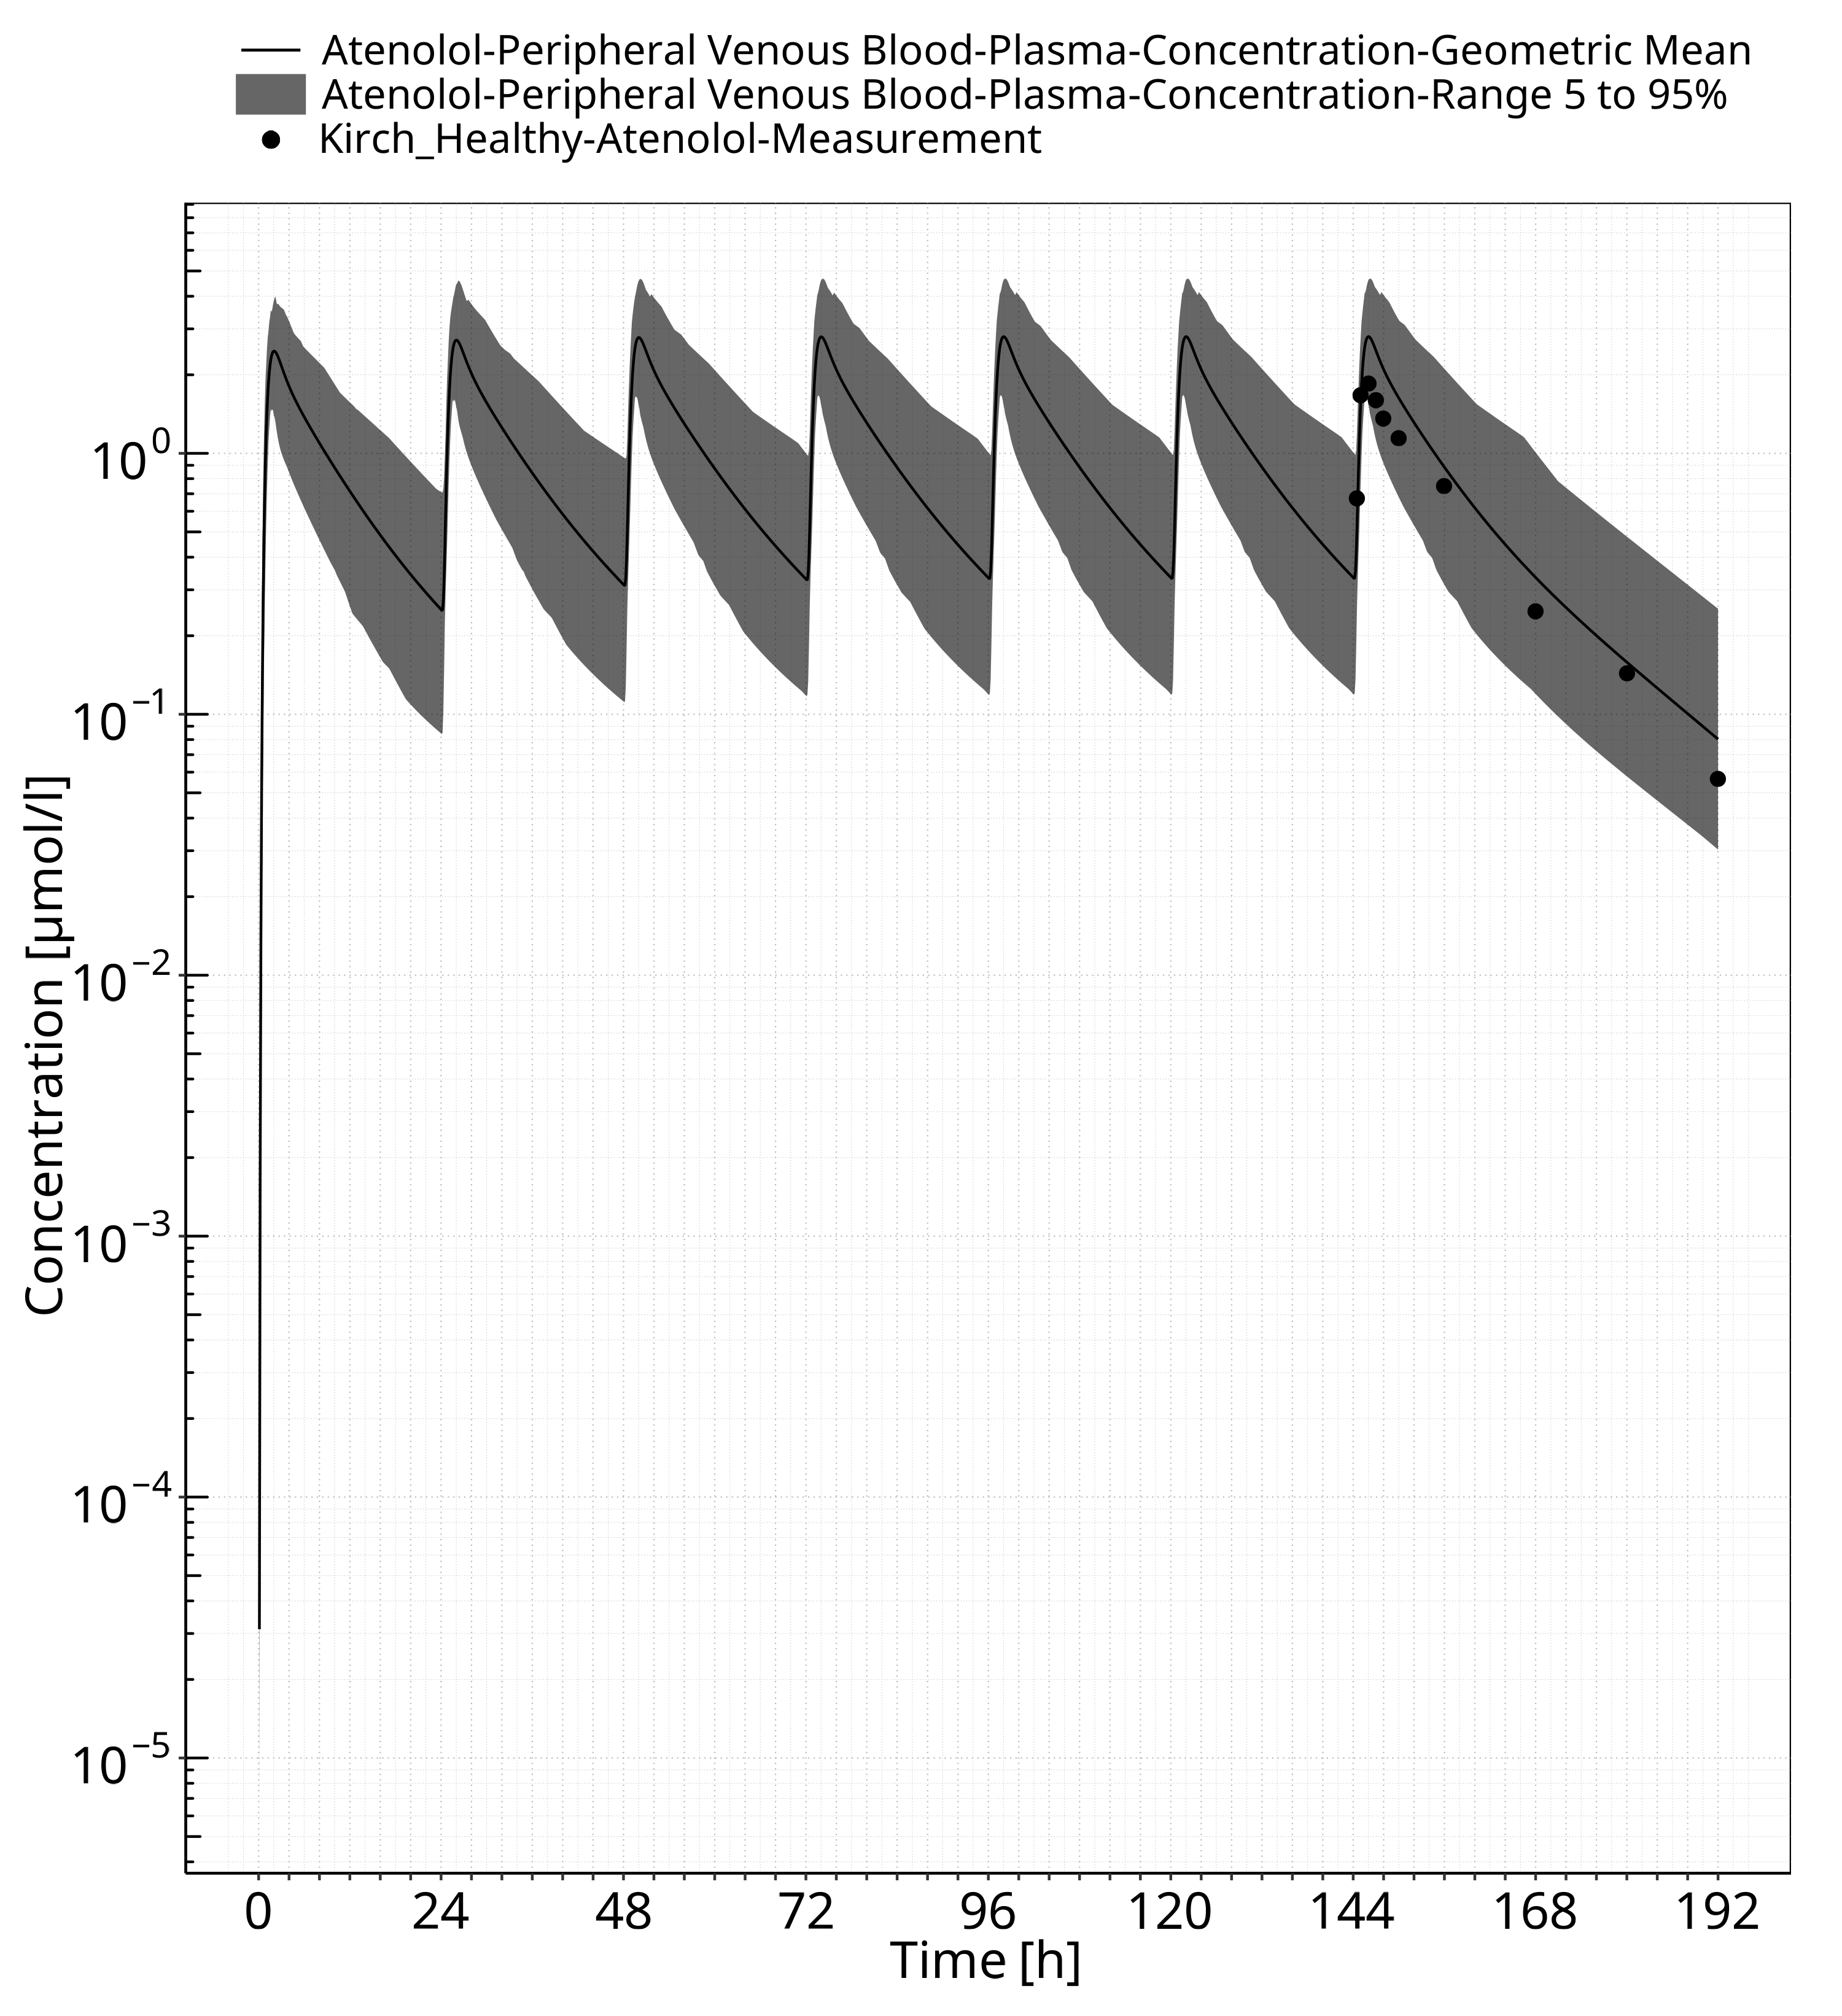 Atenolol-Peripheral Venous Blood-Plasma-Concentration-Geometric Mean
Atenolol-Peripheral Venous Blood-Plasma-Concentration-Range 5 to 95%
Kirch_Healthy-Atenolol-Measurement
Concentration [µmol/l]
10⁰
10⁻¹
10⁻²
10⁻³
10⁻⁴
10⁻⁵
0 24 48 72 96 120 144 168 192
Time [h]